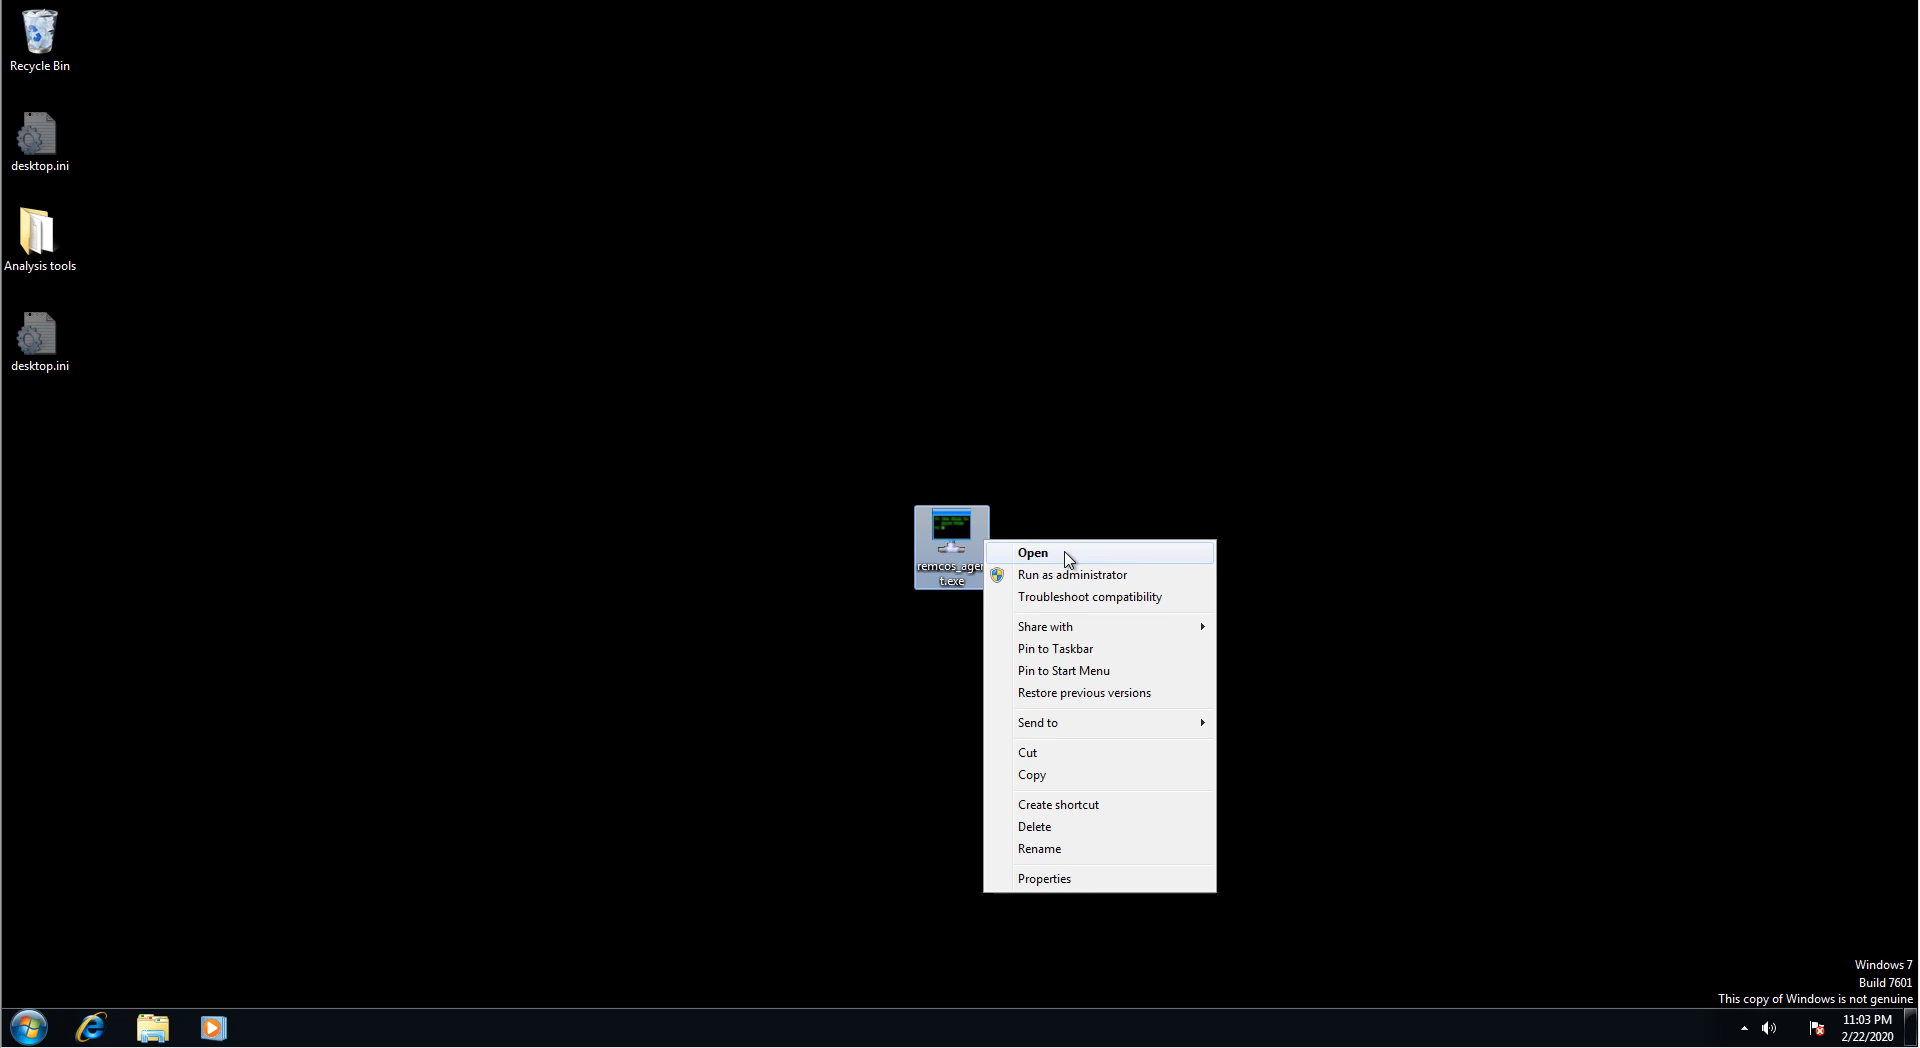 Recycle Bin
desktop.ini
Analysis tools
desktop.ini
remcos_agen
t.exe
Open
Run as administrator
Troubleshoot compatibility
Share with
Pin to Taskbar
Pin to Start Menu
Restore previous versions
Send to
Cut
Copy
Create shortcut
Delete
Rename
Properties
Windows 7
Build 7601
This copy of Windows is not genuine
11:03 PM
2/22/2020